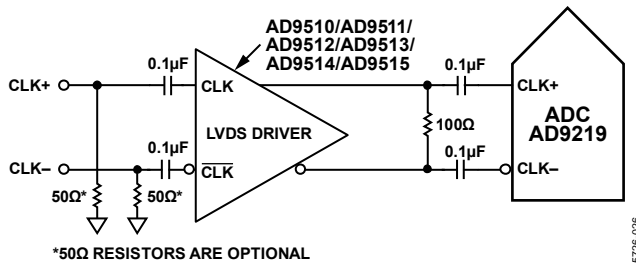 AD9510/AD9511/
AD9512/AD9513/
AD9514/AD9515
0.1µF
0.1µF
CLK+
CLK
CLK+
ADC
AD9219
LVDS DRIVER
100Ω
0.1µF
0.1µF
CLK–
CLK
CLK–
50Ω*
50Ω*
*50Ω RESISTORS ARE OPTIONAL